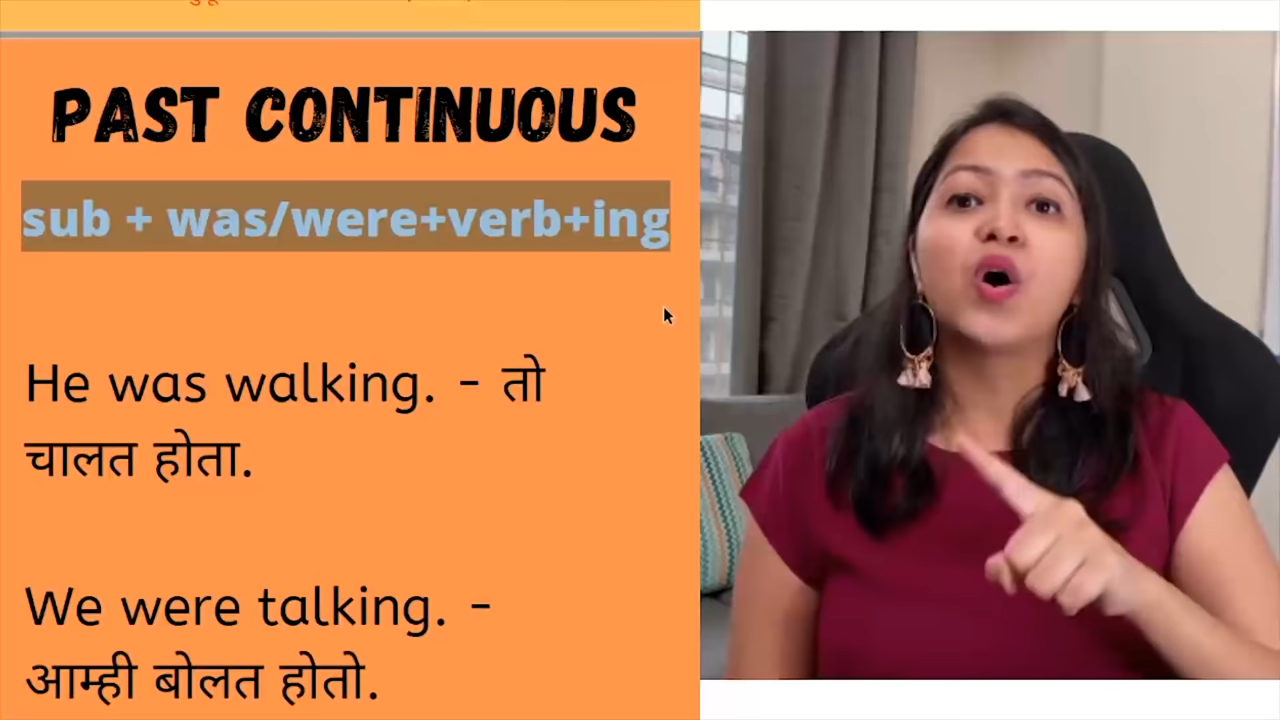 PAST CONTINUOUS
sub + was/were+verb+ing
He was walking. - तो
चालत होता.
We were talking. -
आम्ही बोलत होतो.